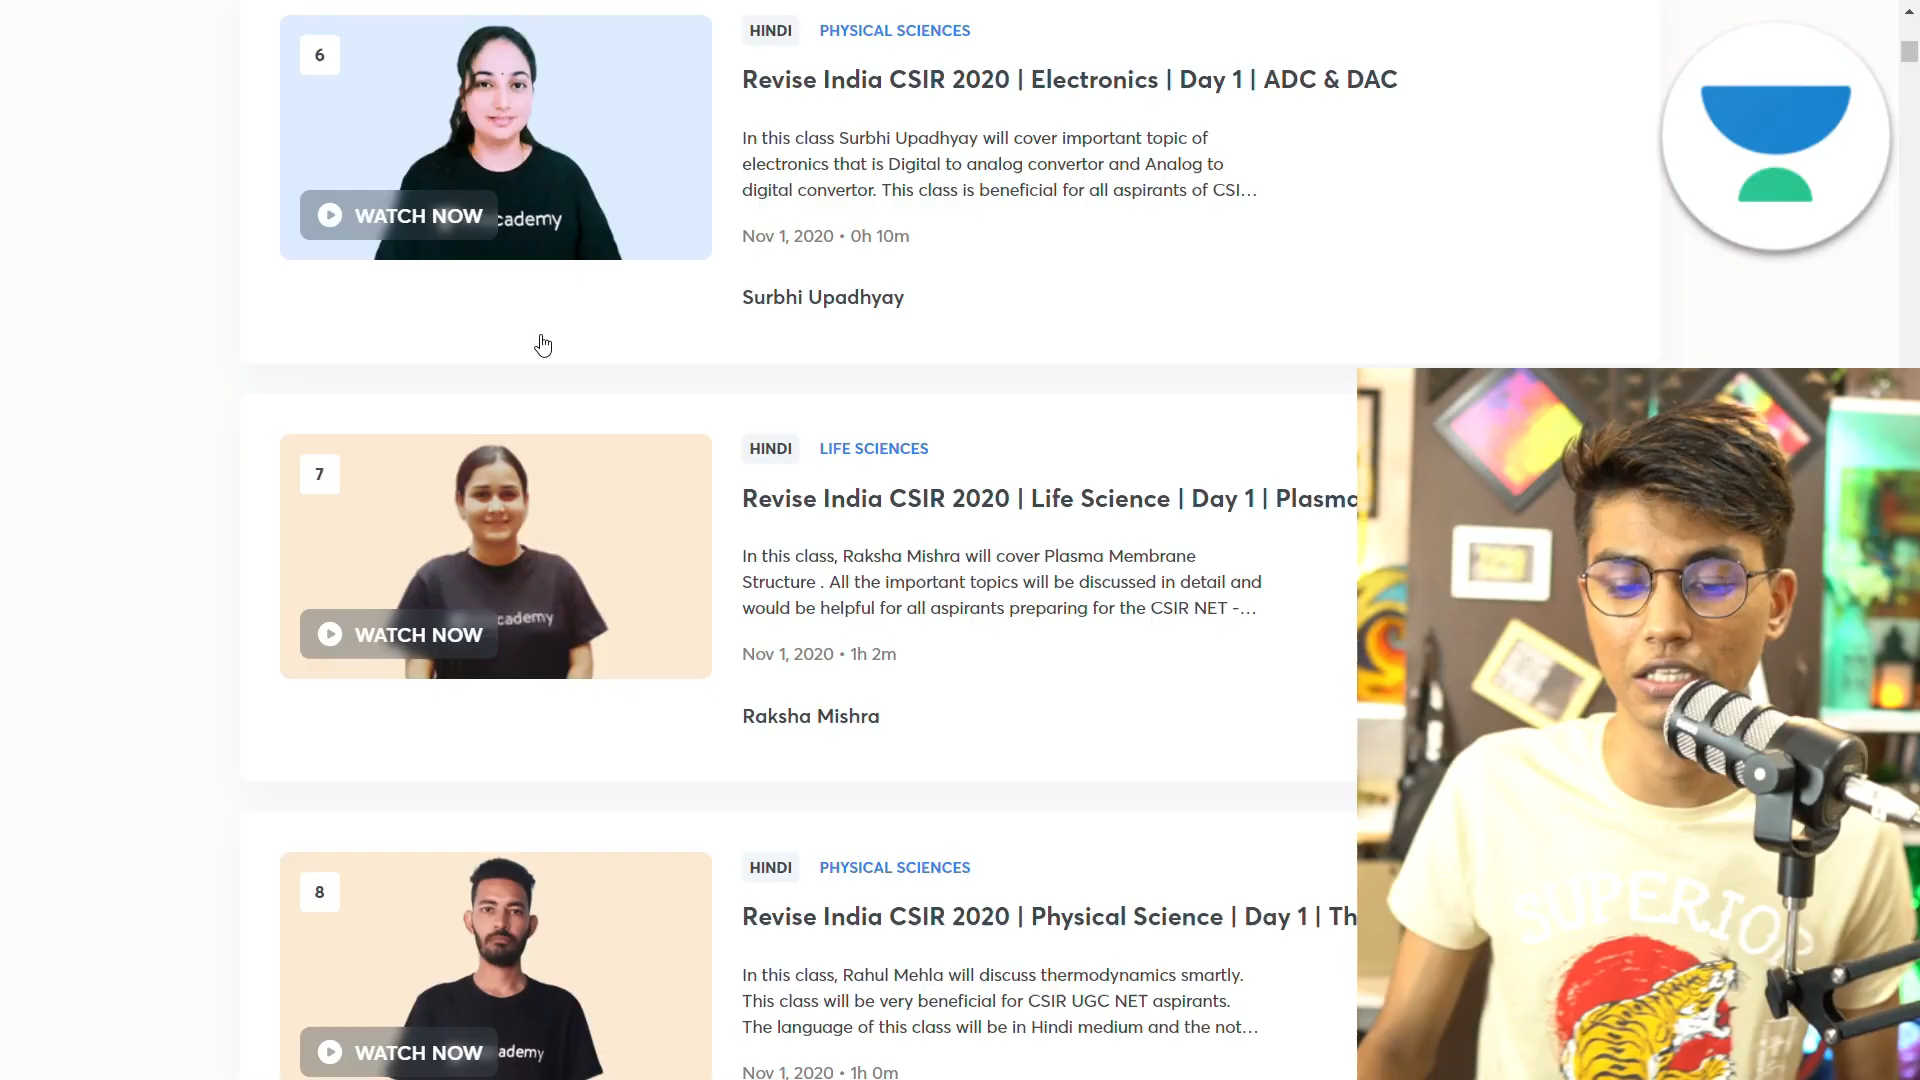 6
WATCH NOW
cademy
HINDI PHYSICAL SCIENCES
Revise India CSIR 2020 | Electronics | Day 1 | ADC & DAC
In this class Surbhi Upadhyay will cover important topic of
electronics that is Digital to analog convertor and Analog to
digital convertor. This class is beneficial for all aspirants of CSI...
Nov 1, 2020 • 0h 10m
Surbhi Upadhyay
7
WATCH NOW
cademy
HINDI LIFE SCIENCES
Revise India CSIR 2020 | Life Science | Day 1 | Plasma
In this class, Raksha Mishra will cover Plasma Membrane
Structure . All the important topics will be discussed in detail and
would be helpful for all aspirants preparing for the CSIR NET -...
Nov 1, 2020 • 1h 2m
Raksha Mishra
8
WATCH NOW
ademy
HINDI PHYSICAL SCIENCES
Revise India CSIR 2020 | Physical Science | Day 1 | Th
In this class, Rahul Mehla will discuss thermodynamics smartly.
This class will be very beneficial for CSIR UGC NET aspirants.
The language of this class will be in Hindi medium and the not...
Nov 1, 2020 • 1h 0m
SUPERIOR